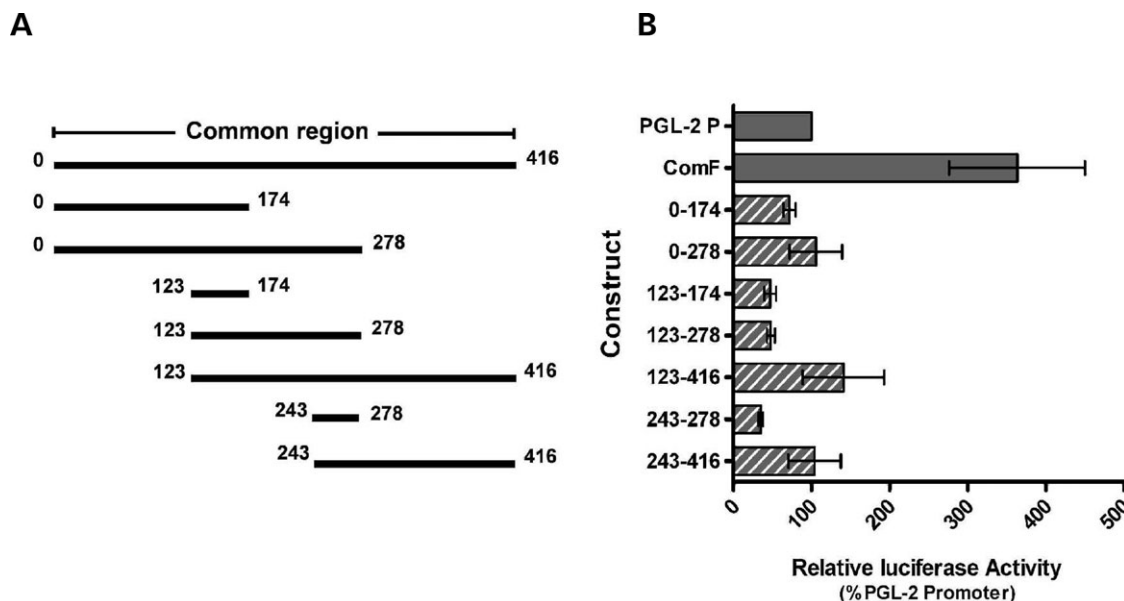 A
Common region
0 416
0 174
0 278
123 174
123 278
123 416
243 278
243 416
B
Construct
PGL-2 P
ComF
0-174
0-278
123-174
123-278
123-416
243-278
243-416
0 100 200 300 400 500
Relative luciferase Activity
(%PGL-2 Promoter)